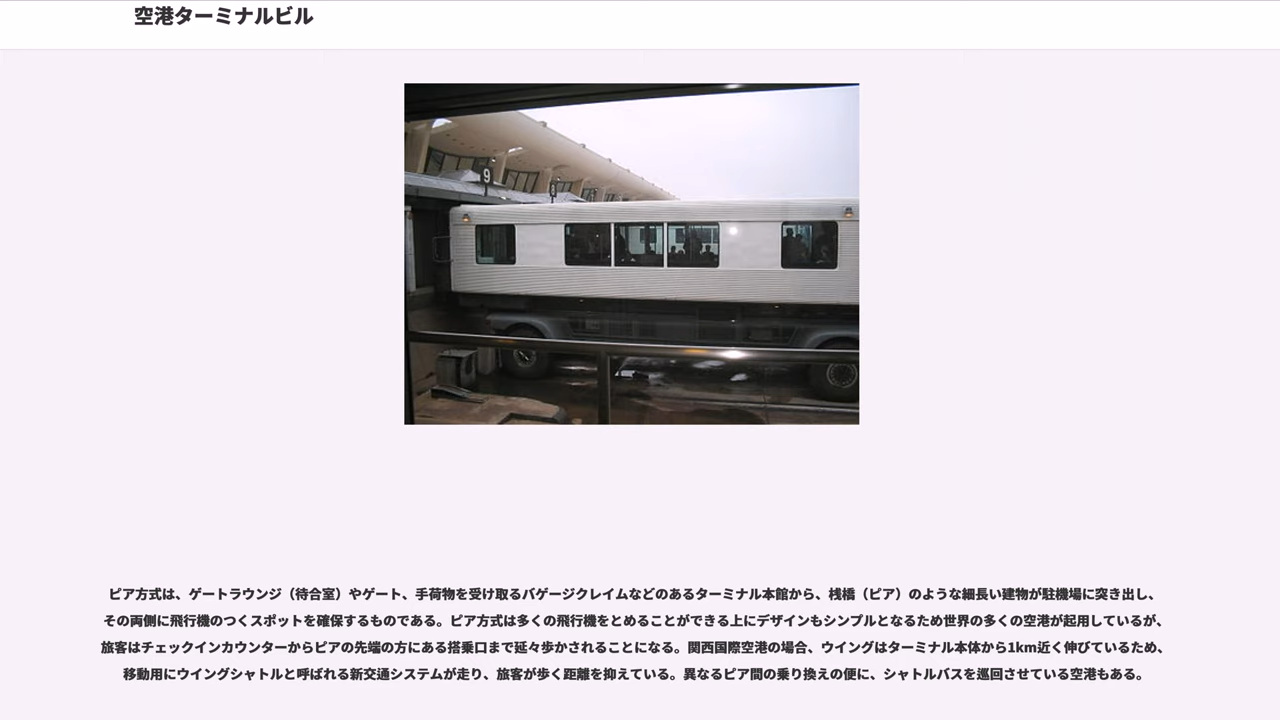 空港ターミナルビル
9
ピア方式は、ゲートラウンジ（待合室）やゲート、手荷物を受け取るバゲージクレイムなどのあるターミナル本館から、桟橋（ピア）のような細長い建物が駐機場に突き出し、
その両側に飛行機のつくスポットを確保するものである。ピア方式は多くの飛行機をとめることができる上にデザインもシンプルとなるため世界の多くの空港が起用しているが、
旅客はチェックインカウンターからピアの先端の方にある搭乗口まで延々歩かされることになる。関西国際空港の場合、ウイングはターミナル本体から1km近く伸びているため、
移動用にウイングシャトルと呼ばれる新交通システムが走り、旅客が歩く距離を抑えている。異なるピア間の乗り換えの便に、シャトルバスを巡回させている空港もある。